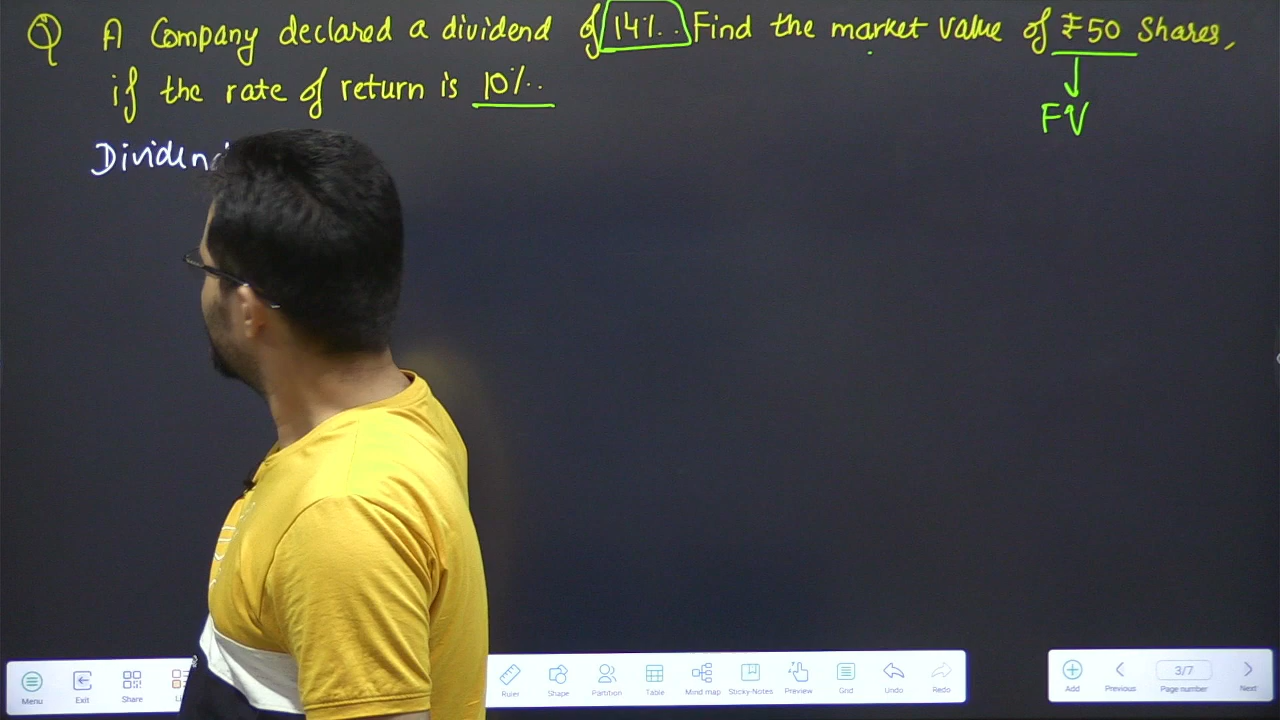 Q A Company declared a dividend of 14%. Find the market value of ₹50 Shares,
if the rate of return is 10%.
FV
Dividend
Menu Exit Share Ruler Shape Partition Table Mind map Sticky-Notes Preview Grid Undo Redo Add Previous 3/7 Page number Next